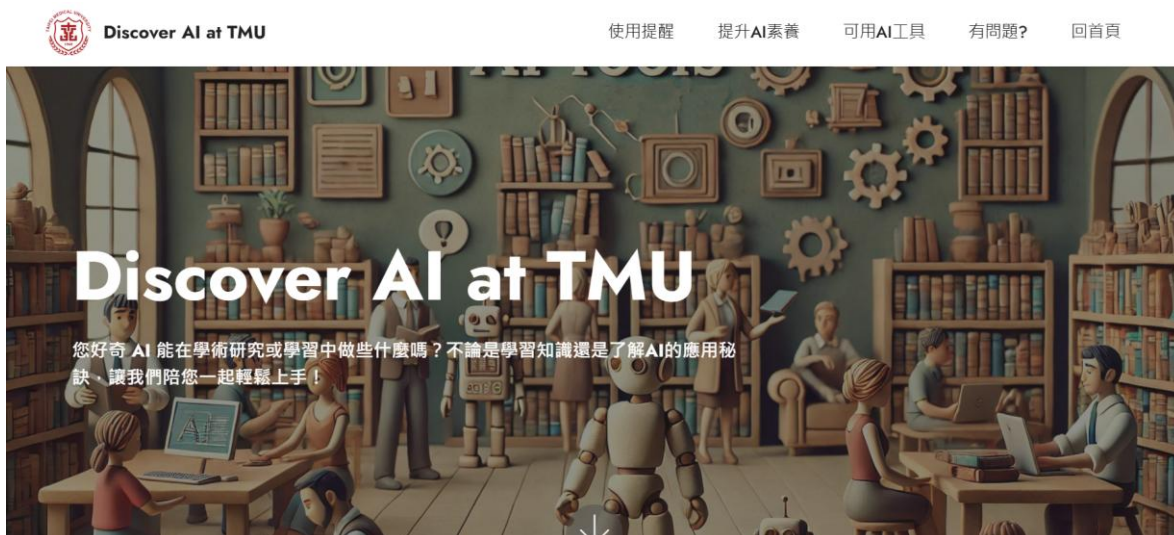 Discover AI at TMU
使用提醒
提升AI素養
可用AI工具
有問題?
回首頁
AI Tools
Discover AI at TMU
您好奇 AI 能在學術研究或學習中做些什麼嗎？不論是學習知識還是了解AI的應用秘
訣，讓我們陪您一起輕鬆上手！
AI